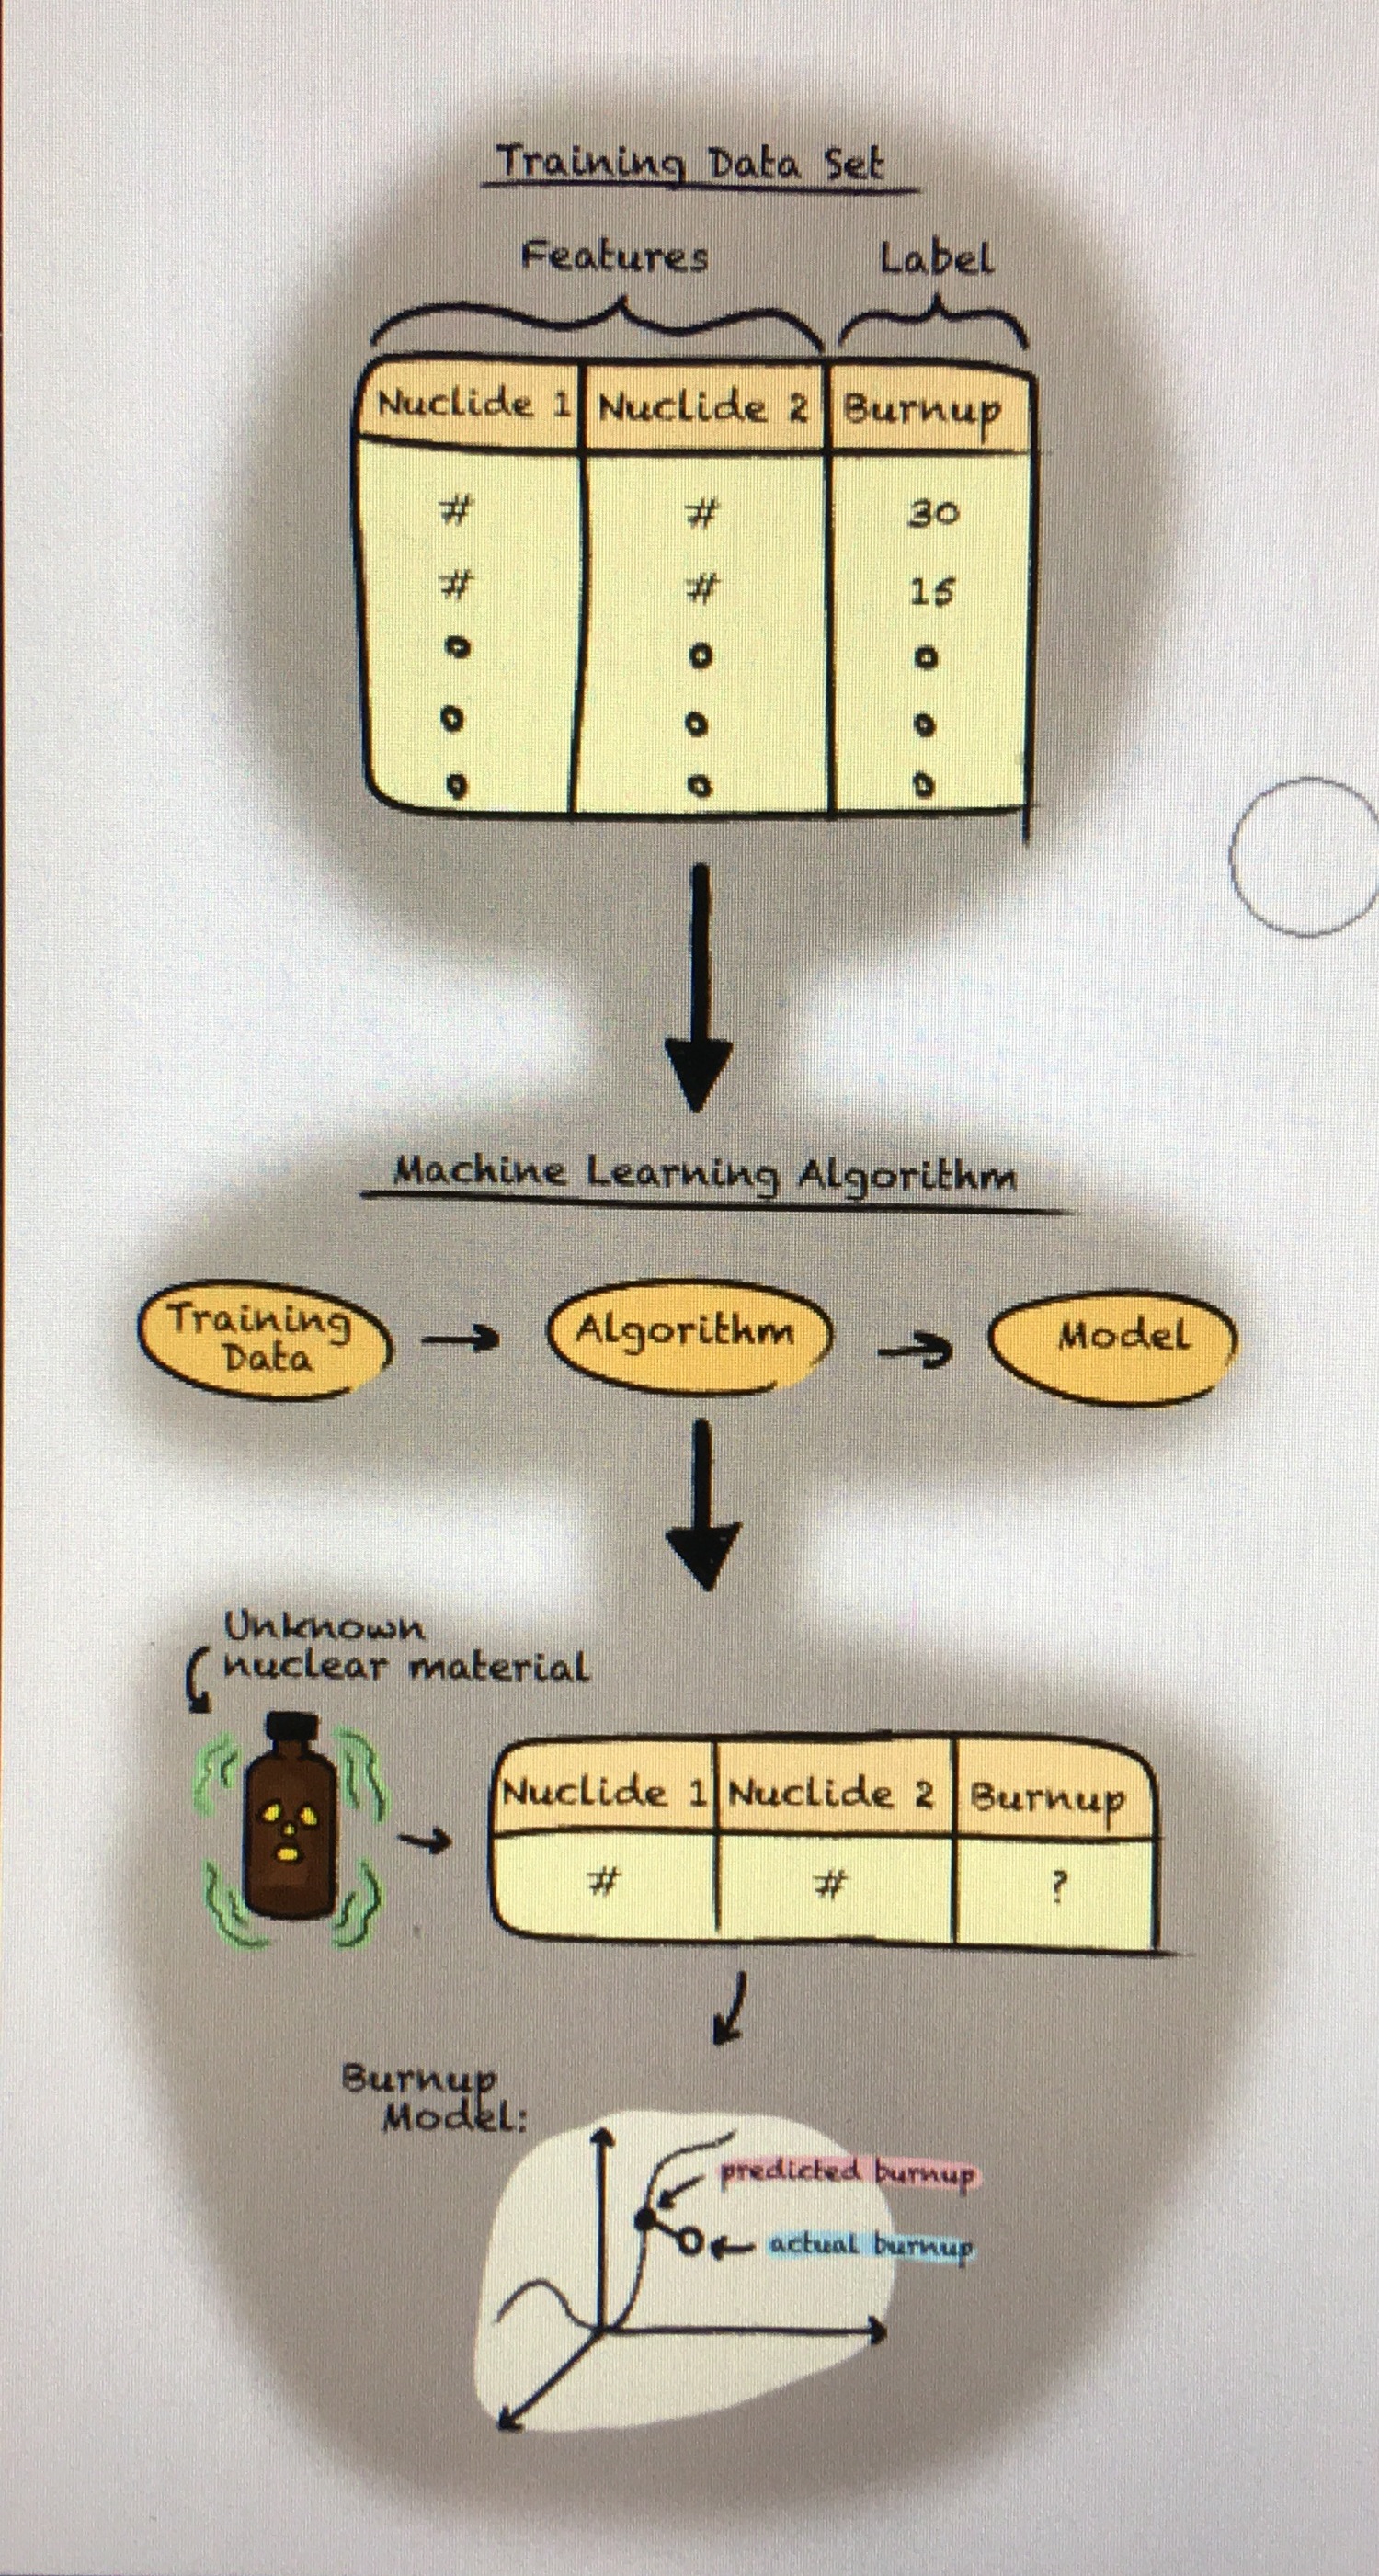 Training Data Set
Features Label
Nuclide 1 Nuclide 2 Burnup
# # 30
# # 15
Machine Learning Algorithm
Training Data
Algorithm
Model
Unknown
nuclear material
Nuclide 1 Nuclide 2 Burnup
# # ?
Burnup
Model:
predicted burnup
actual burnup